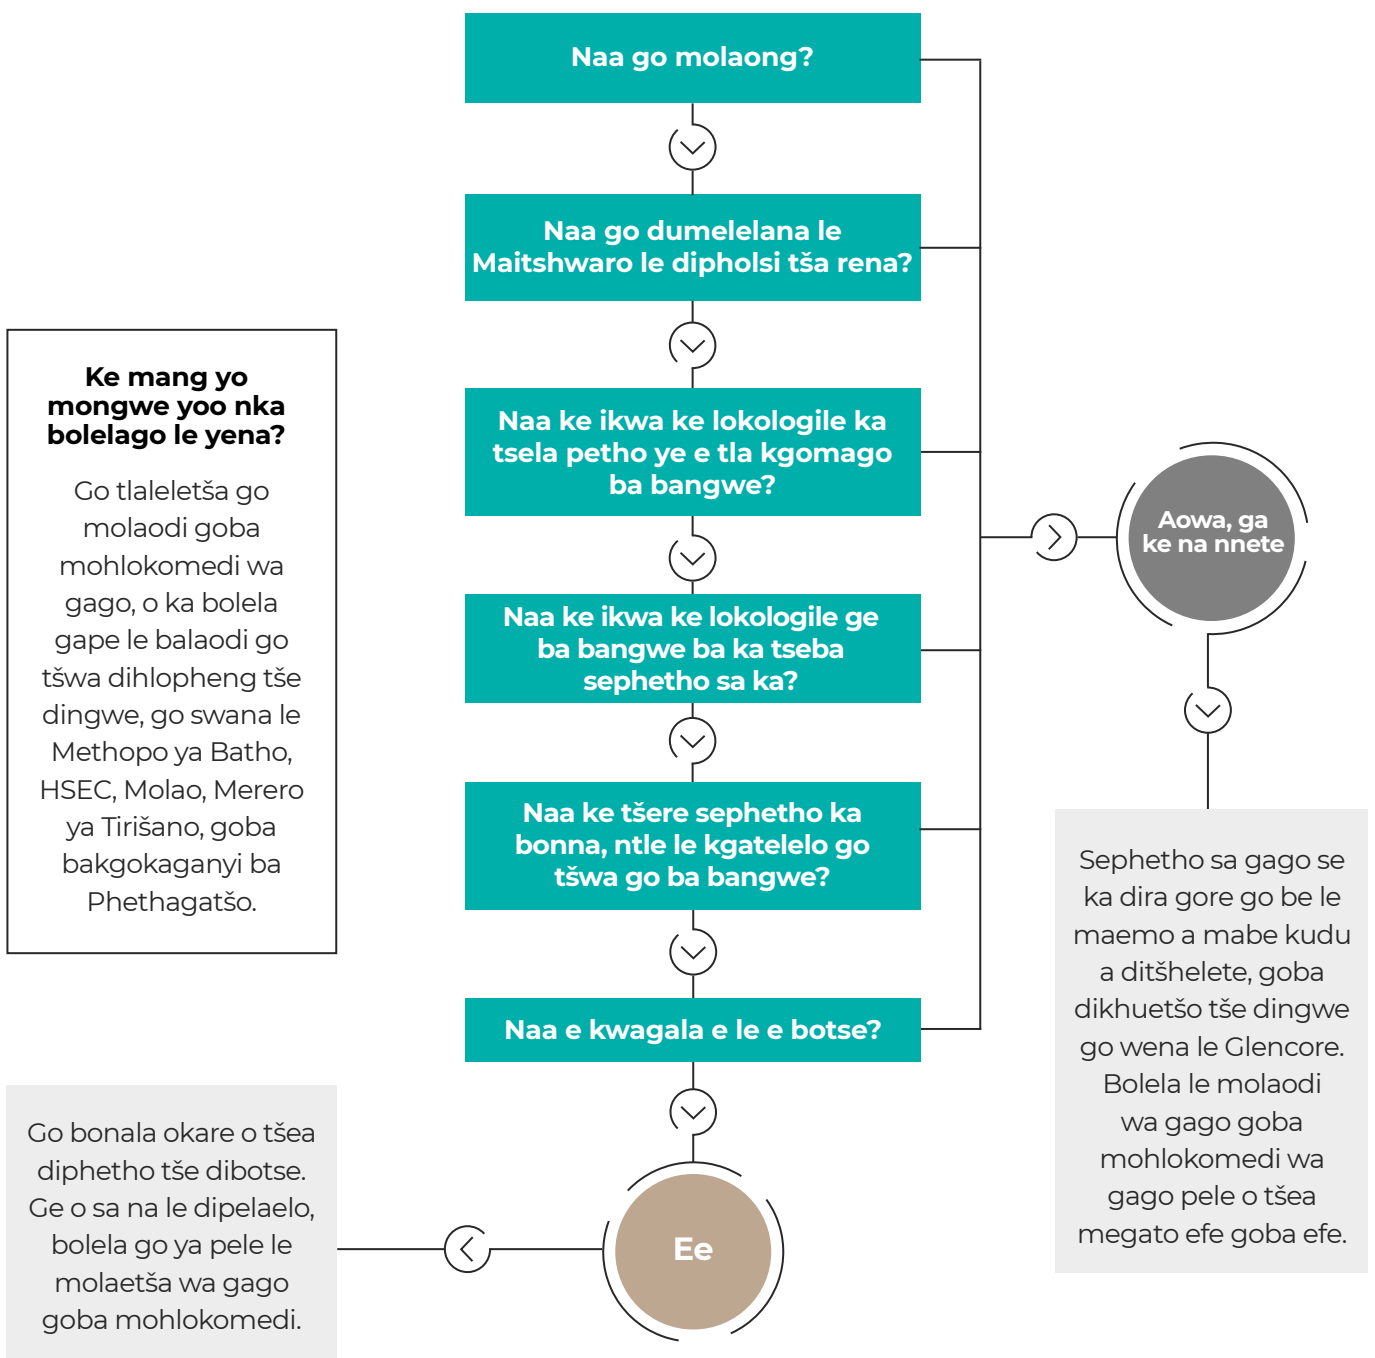 Naa go molaong?
Naa go dumelelana le
Maitshwaro le dipholsi tša rena?
Naa ke ikwa ke lokologile ka
tsela petho ye e tla kgomago
ba bangwe?
Naa ke ikwa ke lokologile ge
ba bangwe ba ka tseba
sephetho sa ka?
Naa ke tšere sephetho ka
bonna, ntle le kgatelelo go
tšwa go ba bangwe?
Naa e kwagala e le e botse?
Ee
Ke mang yo
mongwe yoo nka
bolelago le yena?
Go tlaleletša go
molaodi goba
mohlokomedi wa
gago, o ka bolela
gape le balaodi go
tšwa dihlopheng tše
dingwe, go swana le
Methopo ya Batho,
HSEC, Molao, Merero
ya Tirišano, goba
bakgokaganyi ba
Phethagatšo.
Go bonala okare o tšea
diphetho tše dibotse.
Ge o sa na le dipelaelo,
bolela go ya pele le
molaetša wa gago
goba mohlokomedi.
Aowa, ga
ke na nnete
Sephetho sa gago se
ka dira gore go be le
maemo a mabe kudu
a ditšhelete, goba
dikhuetšo tše dingwe
go wena le Glencore.
Bolela le molaodi
wa gago goba
mohlokomedi wa
gago pele o tšea
megato efe goba efe.